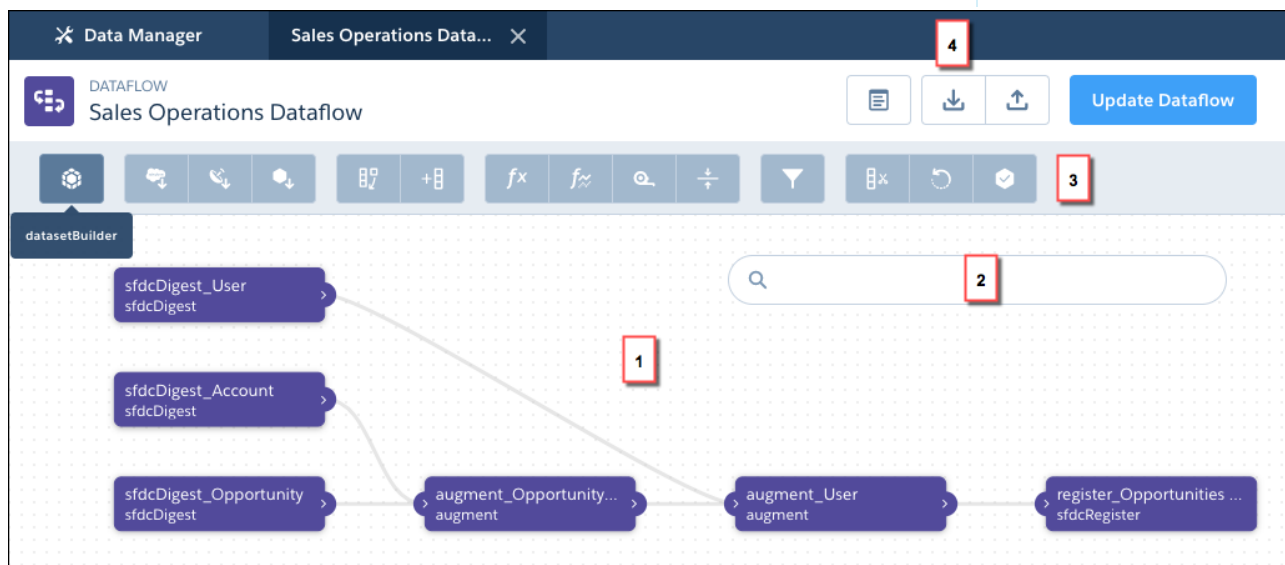 Data Manager
Sales Operations Data...
4
DATAFLOW
Sales Operations Dataflow
Update Dataflow
fx
f
3
datasetBuilder
sfdcDigest_User
sfdcDigest
2
1
sfdcDigest_Account
sfdcDigest
sfdcDigest_Opportunity
sfdcDigest
augment_Opportunity...
augment
augment_User
augment
register_Opportunities ...
sfdcRegister